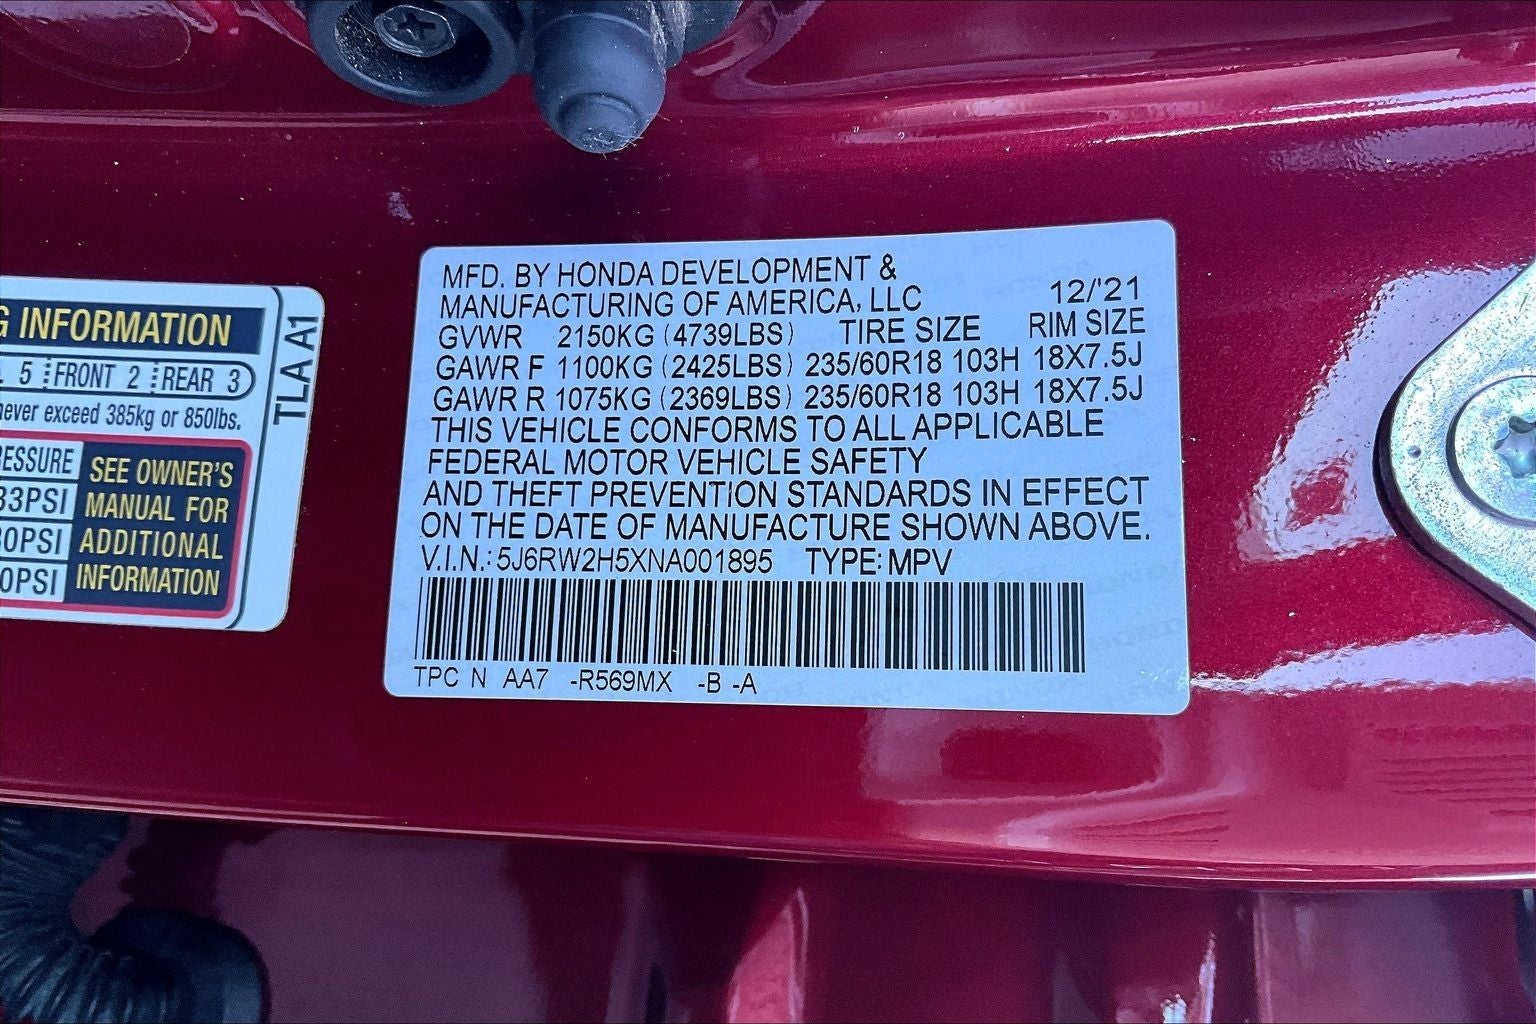 G INFORMATION
5 FRONT 2 REAR 3
never exceed 385kg or 850lbs.
TLA A1
SEE OWNER'S
33PSI MANUAL FOR
ADDITIONAL
INFORMATION
MFD. BY HONDA DEVELOPMENT &
MANUFACTURING OF AMERICA, LLC 12/'21
GVWR 2150KG (4739LBS) TIRE SIZE RIM SIZE
GAWR F 1100KG (2425LBS) 235/60R18 103H 18X7.5J
GAWR R 1075KG (2369LBS) 235/60R18 103H 18X7.5J
THIS VEHICLE CONFORMS TO ALL APPLICABLE
FEDERAL MOTOR VEHICLE SAFETY
AND THEFT PREVENTION STANDARDS IN EFFECT
ON THE DATE OF MANUFACTURE SHOWN ABOVE.
V.I.N.: 5J6RW2H5XNA001895 TYPE: MPV
TPC N AA7 -R569MX -B -A